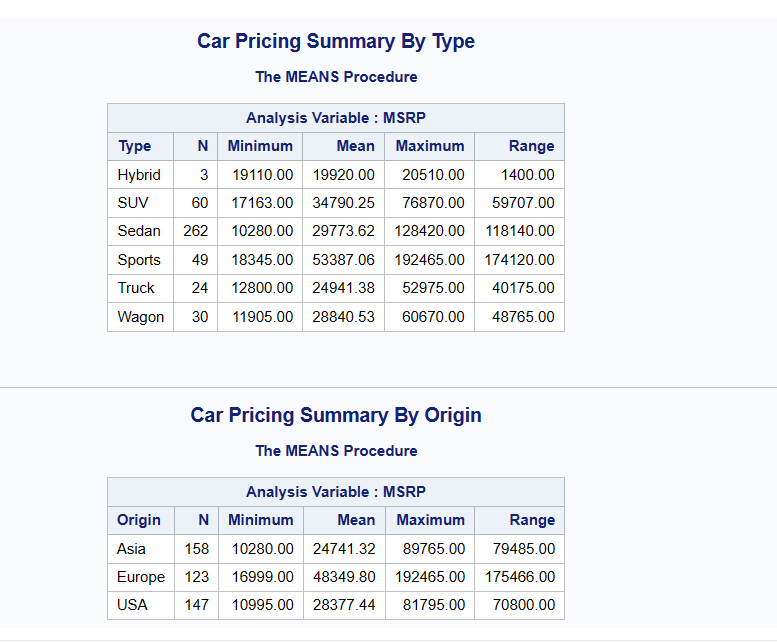 Car Pricing Summary By Type
The MEANS Procedure
Analysis Variable : MSRP
Type N Minimum Mean Maximum Range
Hybrid 3 19110.00 19920.00 20510.00 1400.00
SUV 60 17163.00 34790.25 76870.00 59707.00
Sedan 262 10280.00 29773.62 128420.00 118140.00
Sports 49 18345.00 53387.06 192465.00 174120.00
Truck 24 12800.00 24941.38 52975.00 40175.00
Wagon 30 11905.00 28840.53 60670.00 48765.00
Car Pricing Summary By Origin
The MEANS Procedure
Analysis Variable : MSRP
Origin N Minimum Mean Maximum Range
Asia 158 10280.00 24741.32 89765.00 79485.00
Europe 123 16999.00 48349.80 192465.00 175466.00
USA 147 10995.00 28377.44 81795.00 70800.00